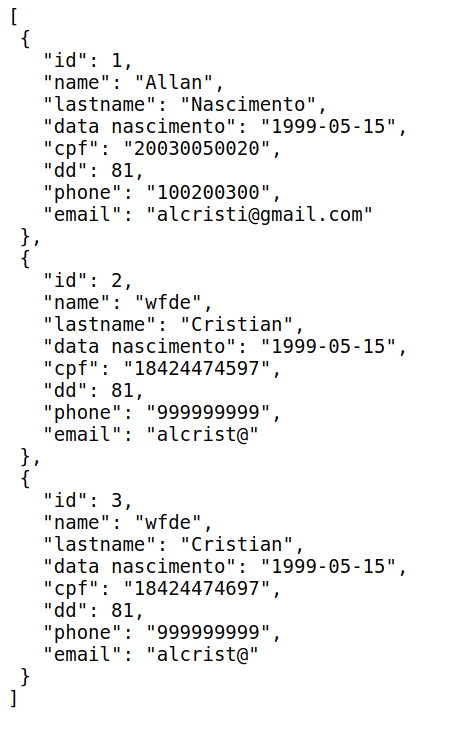 [
 {
   "id": 1,
   "name": "Allan",
   "lastname": "Nascimento",
   "data nascimento": "1999-05-15",
   "cpf": "20030050020",
   "dd": 81,
   "phone": "100200300",
   "email": "alcristi@gmail.com"
 },
 {
   "id": 2,
   "name": "wfde",
   "lastname": "Cristian",
   "data nascimento": "1999-05-15",
   "cpf": "18424474597",
   "dd": 81,
   "phone": "999999999",
   "email": "alcrist@"
 },
 {
   "id": 3,
   "name": "wfde",
   "lastname": "Cristian",
   "data nascimento": "1999-05-15",
   "cpf": "18424474697",
   "dd": 81,
   "phone": "999999999",
   "email": "alcrist@"
 }
]